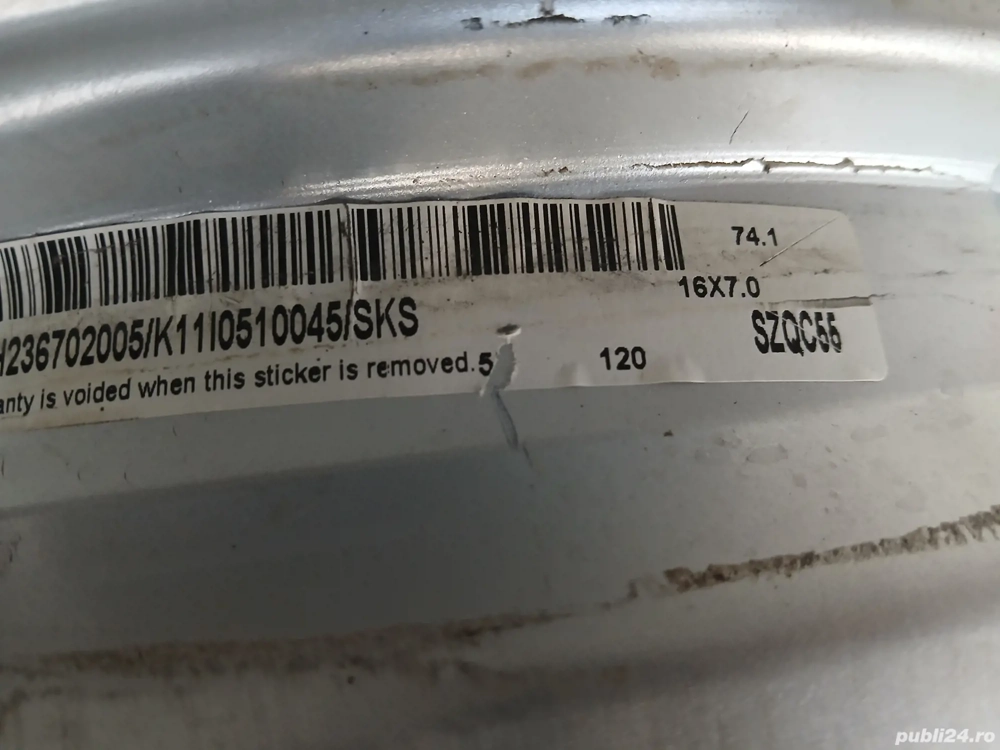 74.1
16X7.0
H236702005/K11I0510045/SKS
SZQC55
anty is voided when this sticker is removed. 5 120
publi24.ro